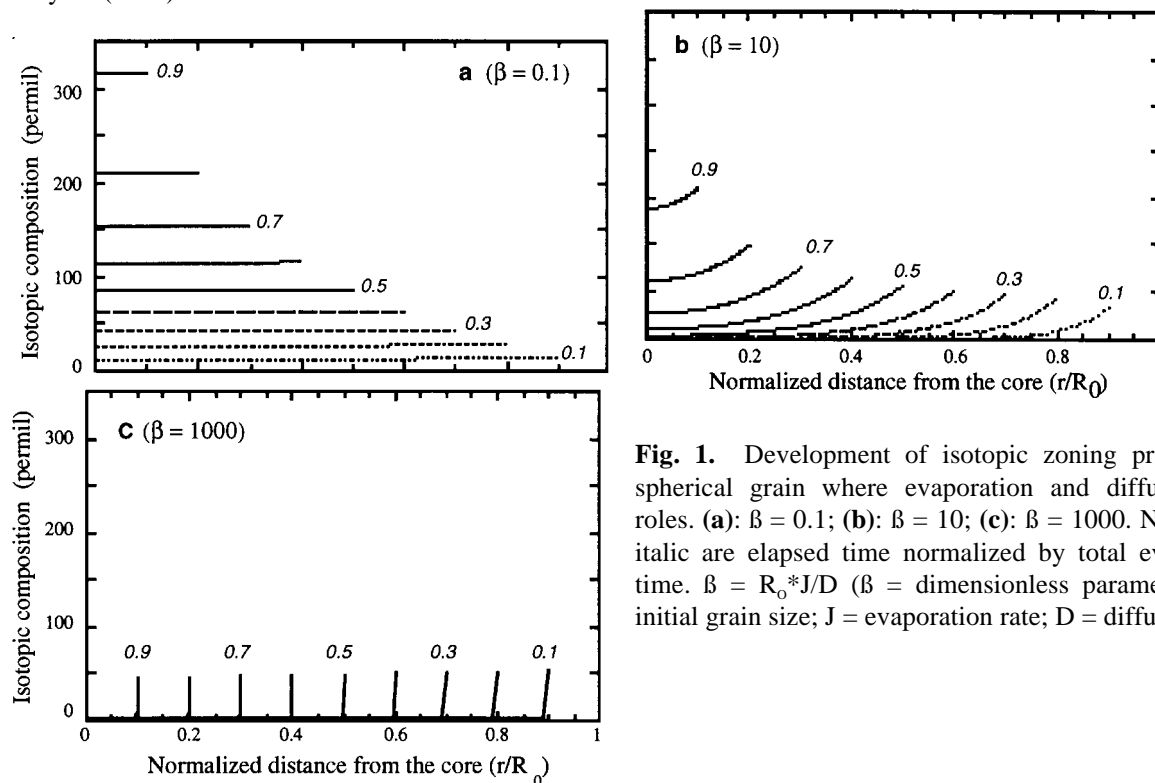 a (β = 0.1)
Isotopic composition (permil)
300
200
100
0
0.9
0.7
0.5
0.3
0.1
b (β = 10)
0.9
0.7
0.5
0.3
0.1
0 0.2 0.4 0.6 0.8
Normalized distance from the core (r/R0)
C (β = 1000)
Isotopic composition (permil)
300
200
100
0
0.9 0.7 0.5 0.3 0.1
0 0.2 0.4 0.6 0.8 1
Normalized distance from the core (r/R0)
Fig. 1. Development of isotopic zoning pr
spherical grain where evaporation and diffu
roles. (a): ß = 0.1; (b): ß = 10; (c): ß = 1000. N
italic are elapsed time normalized by total ev
time. ß = Ro*J/D (ß = dimensionless parame
initial grain size; J = evaporation rate; D = diffu